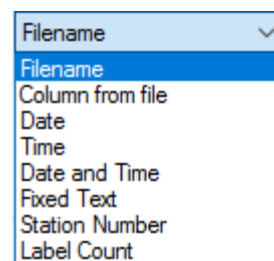 Filename
Filename
Column from file
Date
Time
Date and Time
Fixed Text
Station Number
Label Count